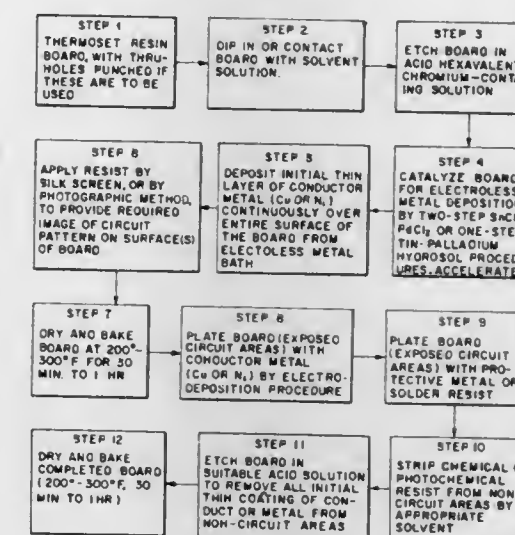 STEP 1
THERMOSET RESIN
BOARD, WITH THRU-
HOLES PUNCHED IF
THESE ARE TO BE
USED
STEP 2
DIP IN OR CONTACT
BOARD WITH SOLVENT
SOLUTION.
STEP 3
ETCH BOARD IN
ACID HEXAVALENT
CHROMIUM-CONTA
ING SOLUTION
STEP 4
CATALYZE BOARD
FOR ELECTROLESS
METAL DEPOSITION
BY TWO-STEP SnCl
PdCl₂ OR ONE-STE
TIN-PALLADIUM
HYDROSOL PROCED
URES, ACCELERATE
STEP 5
DEPOSIT INITIAL THIN
LAYER OF CONDUCTOR
METAL (Cu OR Ni)
CONTINUOUSLY OVER
ENTIRE SURFACE OF
THE BOARD FROM
ELECTOLESS METAL
BATH
STEP 6
APPLY RESIST BY
SILK SCREEN, OR BY
PHOTOGRAPHIC METHOD,
TO PROVIDE REQUIRED
IMAGE OF CIRCUIT
PATTERN ON SURFACE(S)
OF BOARD
STEP 7
DRY AND BAKE
BOARD AT 200°-
300°F FOR 30
MIN. TO 1 HR
STEP 8
PLATE BOARD (EXPOSED
CIRCUIT AREAS) WITH
CONDUCTOR METAL
(Cu OR Ni) BY ELECTRO-
DEPOSITION PROCEDURE
STEP 9
PLATE BOARD
(EXPOSED CIRCUIT
AREAS) WITH PRO-
TECTIVE METAL OR
SOLDER RESIST
STEP 10
STRIP CHEMICAL
PHOTOCHEMICAL
RESIST FROM NON
CIRCUIT AREAS BY
APPROPRIATE
SOLVENT
STEP 11
ETCH BOARD IN
SUITABLE ACID SOLUTION
TO REMOVE ALL INITIAL
THIN COATING OF CON-
DUCT OR METAL FROM
NON-CIRCUIT AREAS
STEP 12
DRY AND BAKE
COMPLETED BOARD
(200°-300°F, 30
MIN TO 1HR)